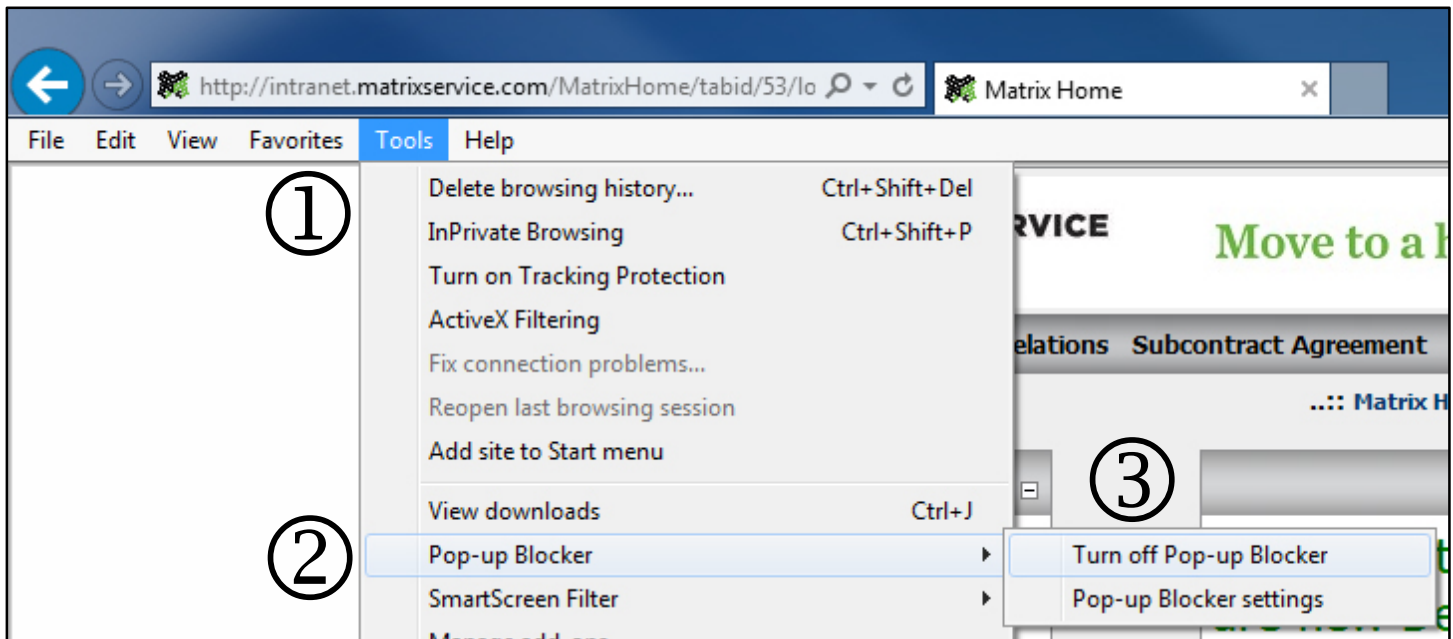 http://intranet.matrixservice.com/MatrixHome/tabid/53/lo
Matrix Home
File Edit View Favorites Tools Help
①
Delete browsing history... Ctrl+Shift+Del
InPrivate Browsing Ctrl+Shift+P
Turn on Tracking Protection
ActiveX Filtering
Fix connection problems...
Reopen last browsing session
Add site to Start menu
View downloads Ctrl+J
②
Pop-up Blocker
SmartScreen Filter
RVICE
Move to a
elations Subcontract Agreement
..:: Matrix H
③
Turn off Pop-up Blocker
Pop-up Blocker settings